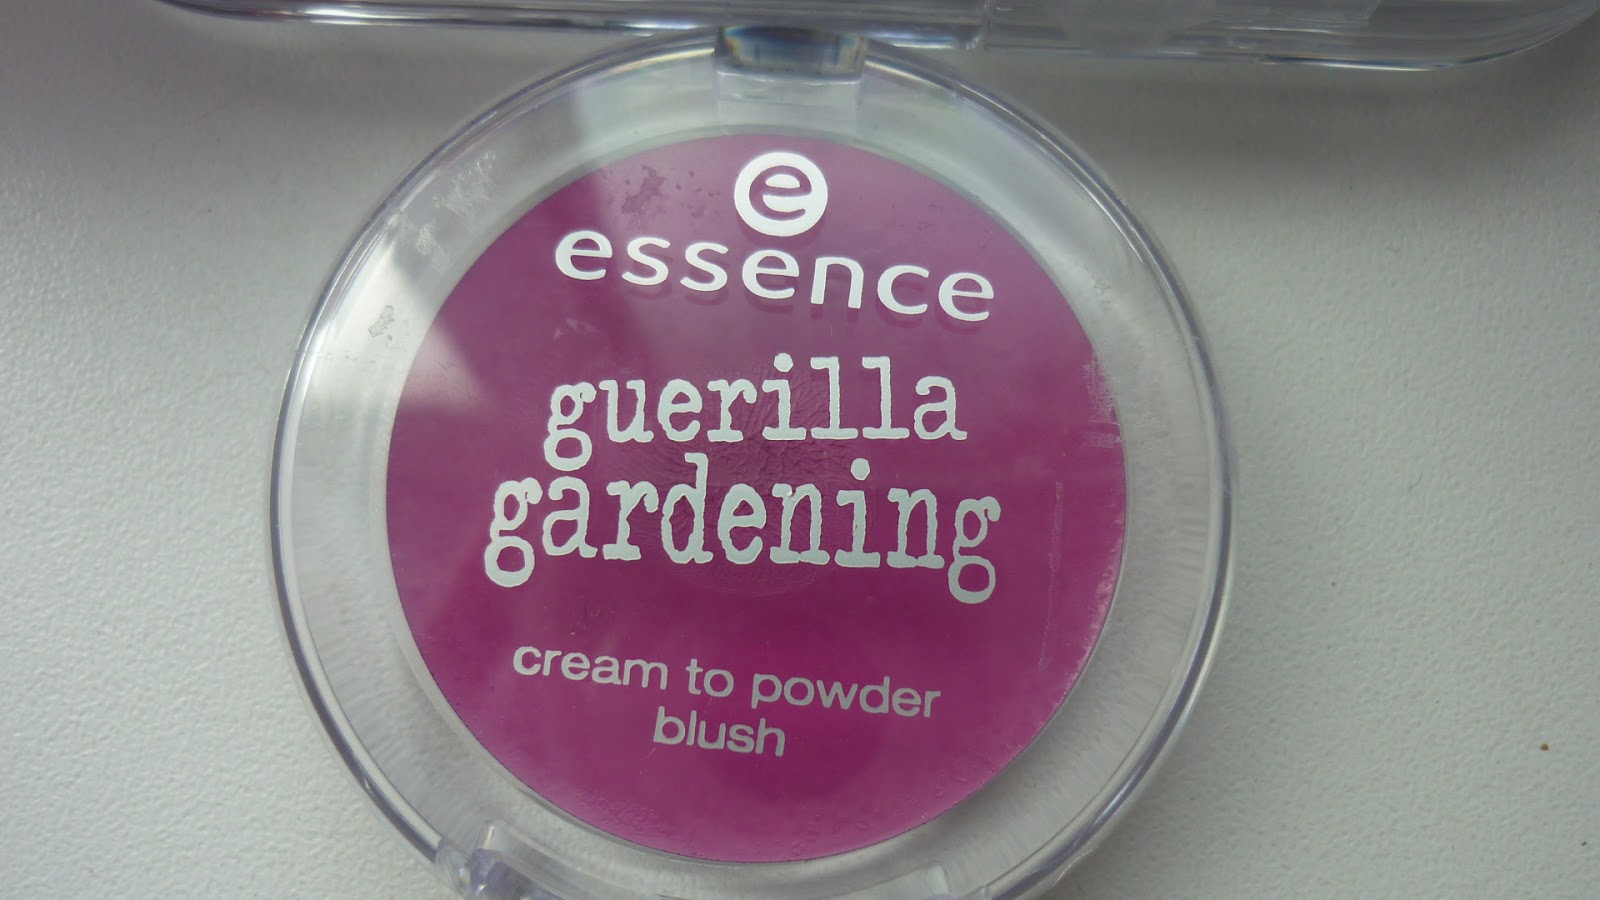 e
essence
guerilla
gardening
cream to powder
blush